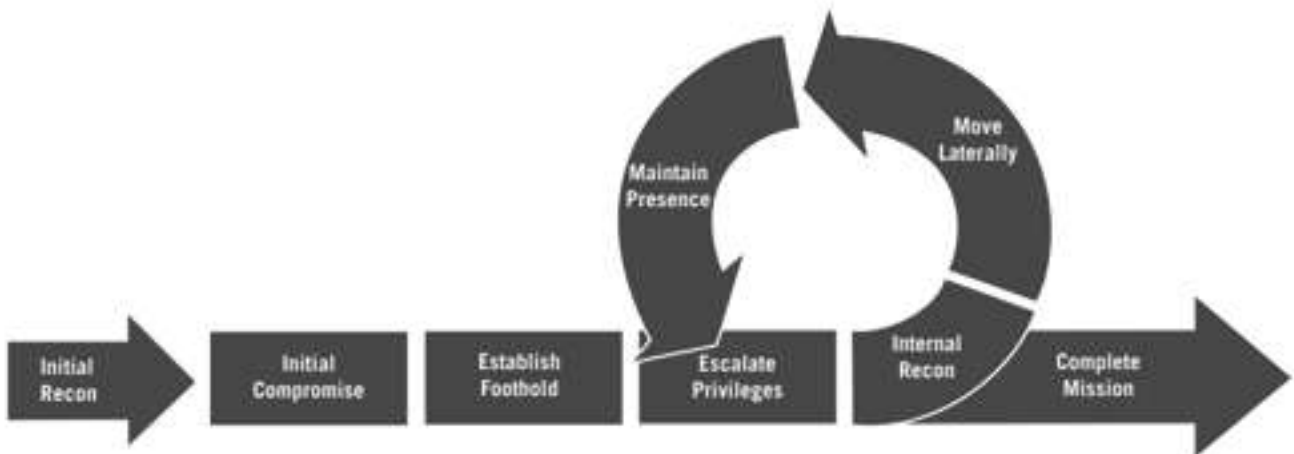 Initial
Recon
Initial
Compromise
Establish
Foothold
Escalate
Privileges
Internal
Recon
Move
Laterally
Maintain
Presence
Complete
Mission